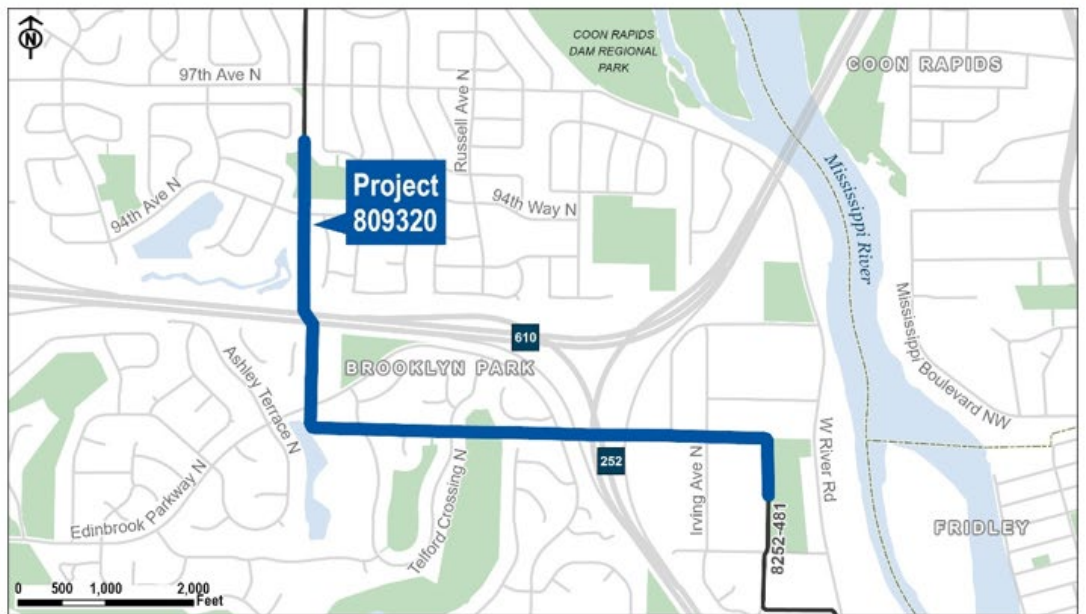 N
COON RAPIDS
DAM REGIONAL
PARK
COON RAPIDS
97th Ave N
Russell Ave N
Project
809320
94th Ave N
94th Way N
Mississippi River
Mississippi Boulevard NW
610
BROOKLYN PARK
Ashley Terrace N
252
W River Rd
Irving Ave N
Telford Crossing N
Edinbrook Parkway N
8252-481
FRIDLEY
0 500 1,000 2,000
Feet